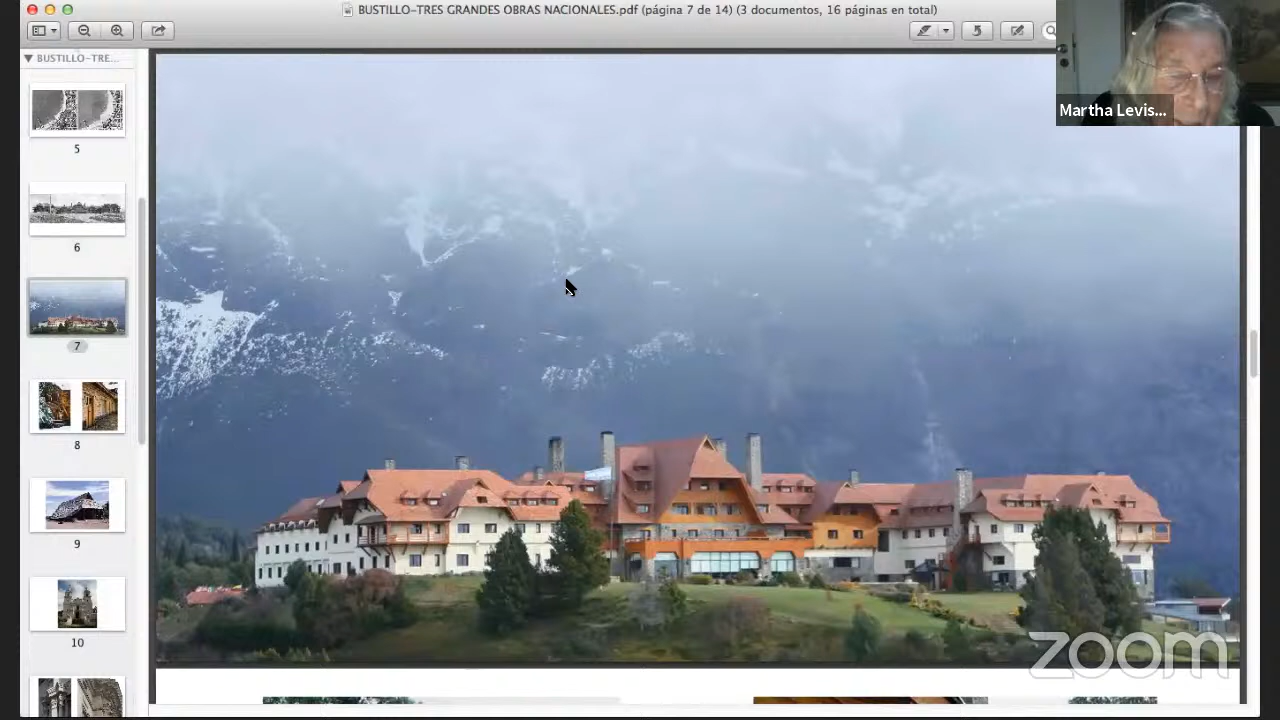 BUSTILLO-TRES GRANDES OBRAS NACIONALES.pdf (página 7 de 14) (3 documentos, 16 páginas en total)
BUSTILLO-TRE...
5
6
7
8
9
10
Martha Levis...
zoom